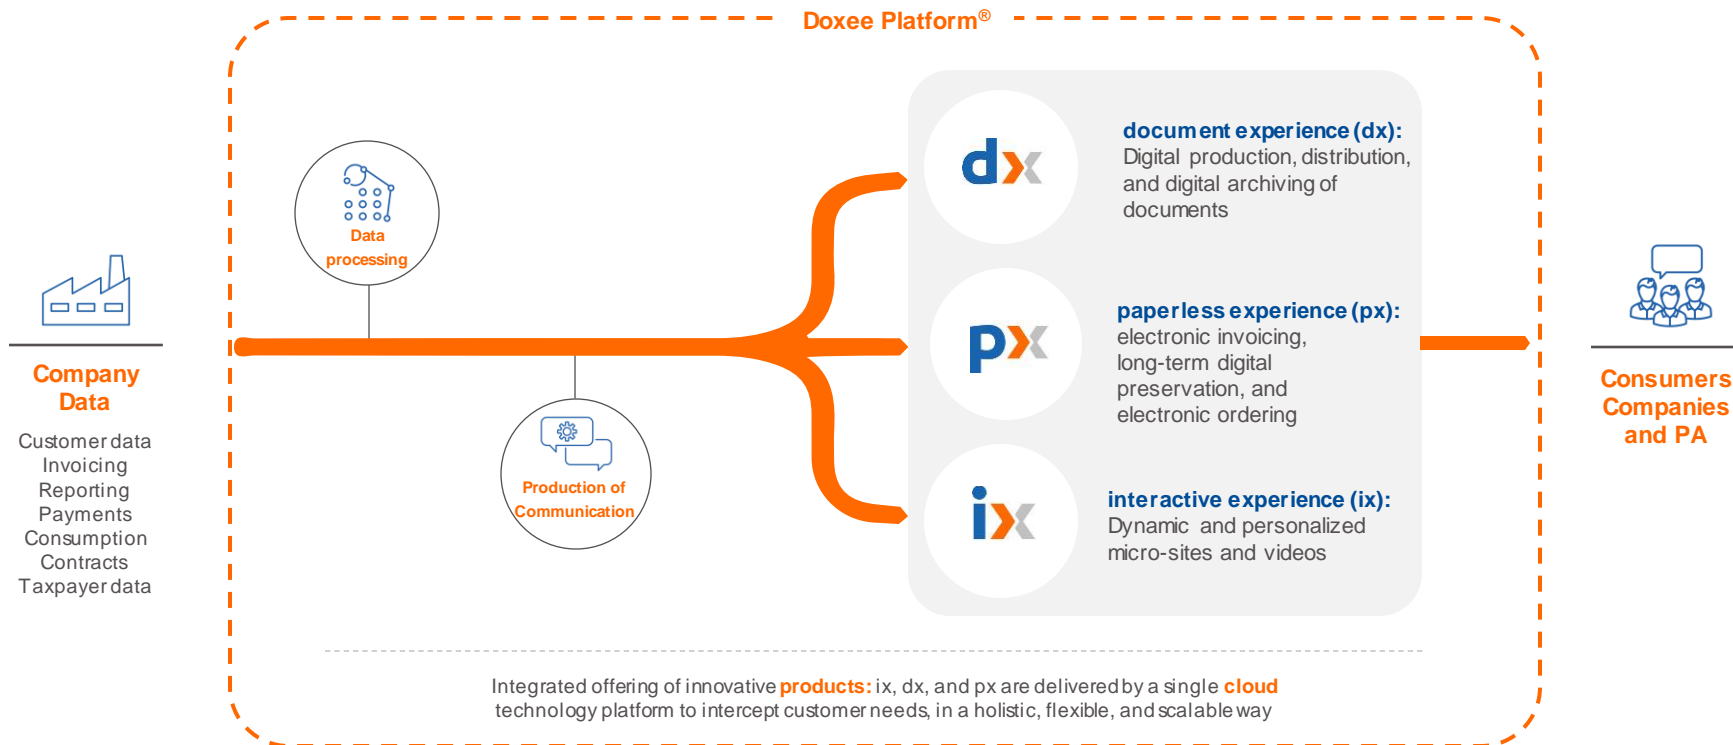 Doxee Platform®
Data
processing
Production of
Communication
Company
Data
Customer data
Invoicing
Reporting
Payments
Consumption
Contracts
Taxpayer data
dx
document experience (dx):
Digital production, distribution,
and digital archiving of
documents
px
paperless experience (px):
electronic invoicing,
long-term digital
preservation, and
electronic ordering
ix
interactive experience (ix):
Dynamic and personalized
micro-sites and videos
Consumers
Companies
and PA
Integrated offering of innovative products: ix, dx, and px are delivered by a single cloud
technology platform to intercept customer needs, in a holistic, flexible, and scalable way